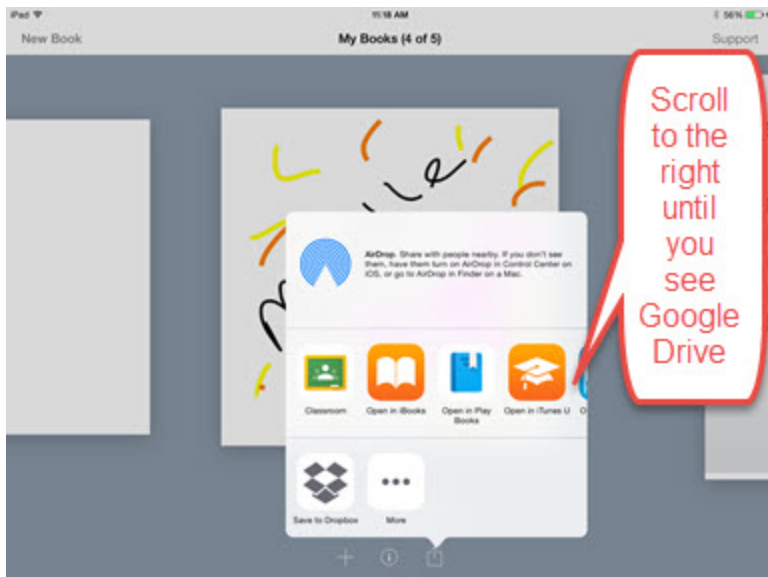 iPad
11:18 AM
56%
New Book
My Books (4 of 5)
Support
Scroll
to the
right
until
you
see
Google
Drive
AirDrop. Share with people nearby. If you don't see
them, have them turn on AirDrop in Control Center on
iOS, or go to AirDrop in Finder on a Mac.
Classroom
Open in iBooks
Open in Play
Books
Open in iTunes U
O
Save to Dropbox
More